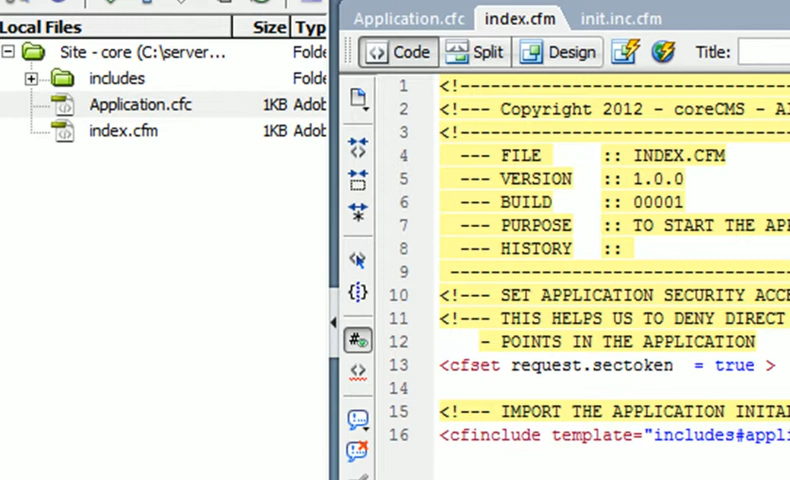 Local Files Size Typ
Site - core (C:\server... Folde
includes Folde
Application.cfc 1KB Adob
index.cfm 1KB Adob
Application.cfc index.cfm init.inc.cfm
Code Split Design Title:
1 <!-----------------------------------
2 <!--- Copyright 2012 - coreCMS - Al
3 <!-----------------------------------
4 --- FILE :: INDEX.CFM
5 --- VERSION :: 1.0.0
6 --- BUILD :: 00001
7 --- PURPOSE :: TO START THE APP
8 --- HISTORY ::
9 -----------------------------------
10 <!--- SET APPLICATION SECURITY ACCE
11 <!--- THIS HELPS US TO DENY DIRECT
12 - POINTS IN THE APPLICATION
13 <cfset request.sectoken = true >
14
15 <!--- IMPORT THE APPLICATION INITAL
16 <cfinclude template="includes#appli